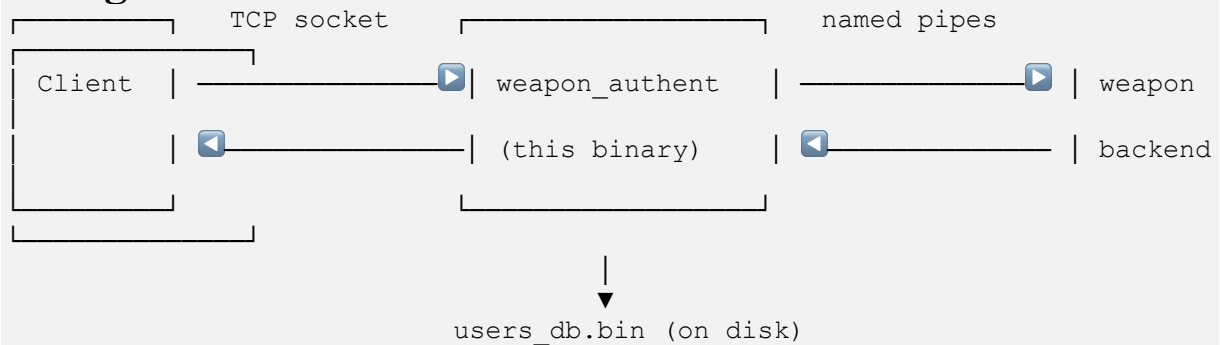 TCP socket named pipes
Client weapon_authent weapon
(this binary) backend
users_db.bin (on disk)